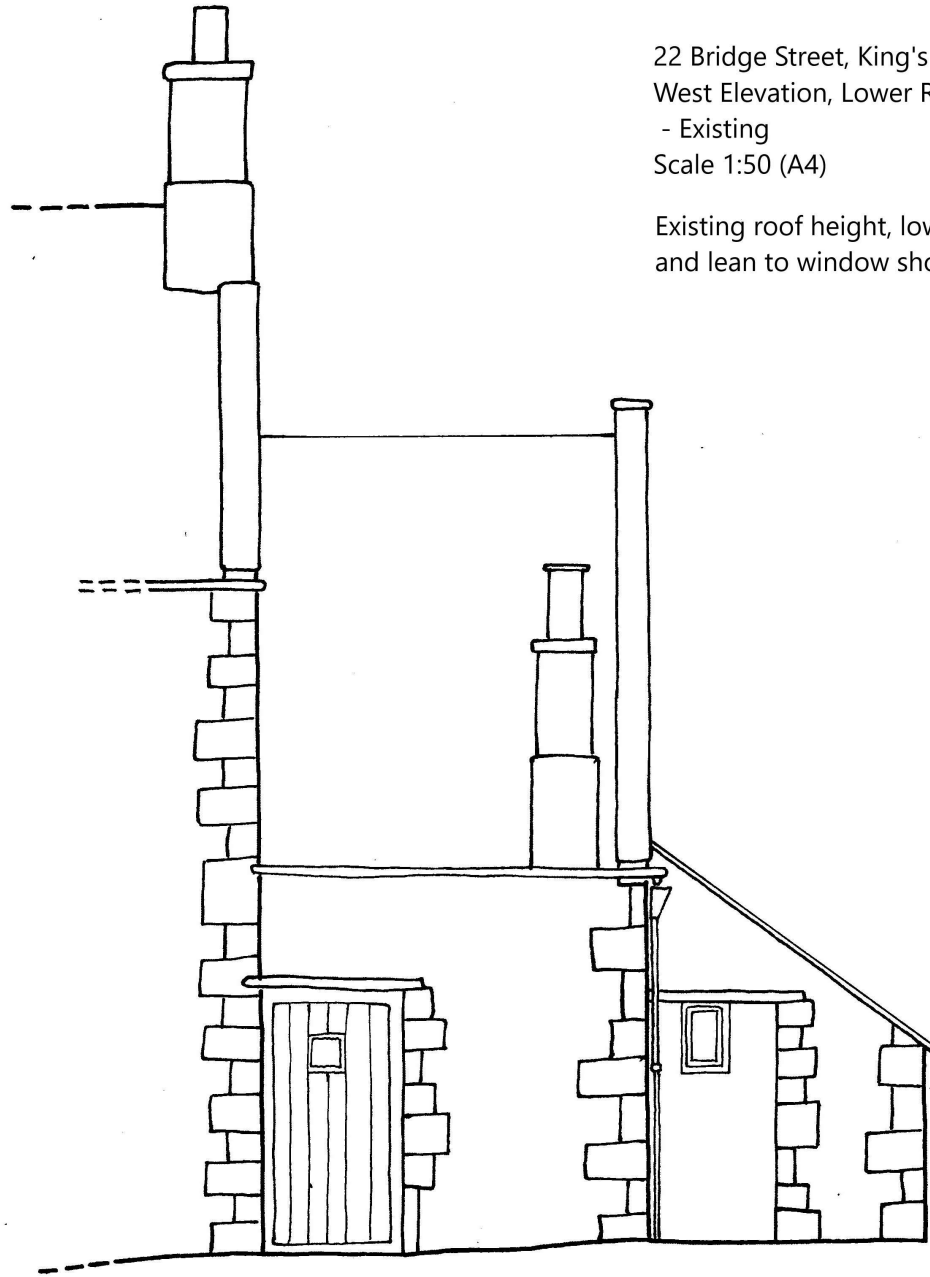 22 Bridge Street, King's
West Elevation, Lower
- Existing
Scale 1:50 (A4)
Existing roof height,
and lean to window